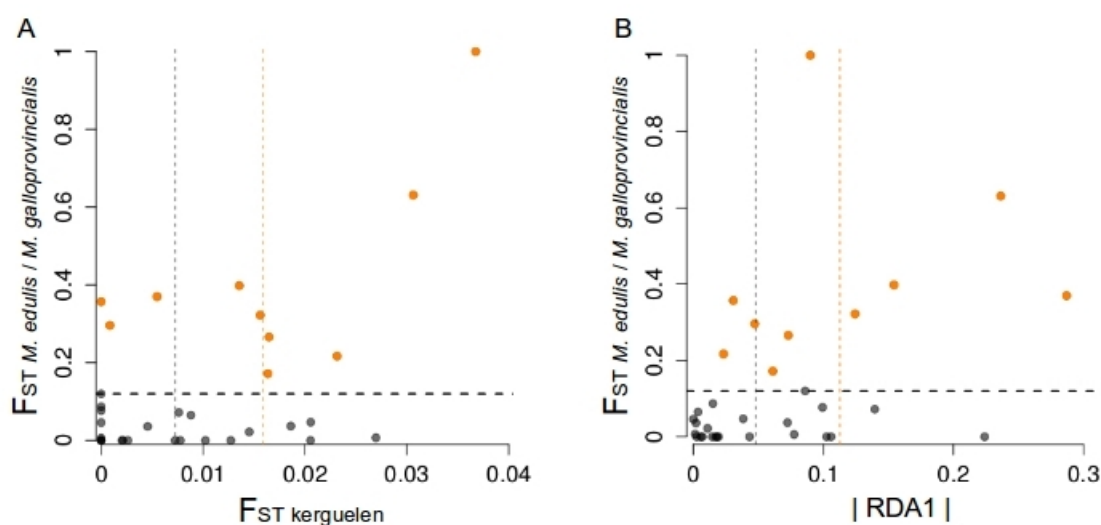 A
FST M. edulis / M. galloprovincialis
1
0.8
0.6
0.4
0.2
0
0 0.01 0.02 0.03 0.04
FST kerguelen
B
FST M. edulis / M. galloprovincialis
1
0.8
0.6
0.4
0.2
0
0 0.1 0.2 0.3
| RDA1 |